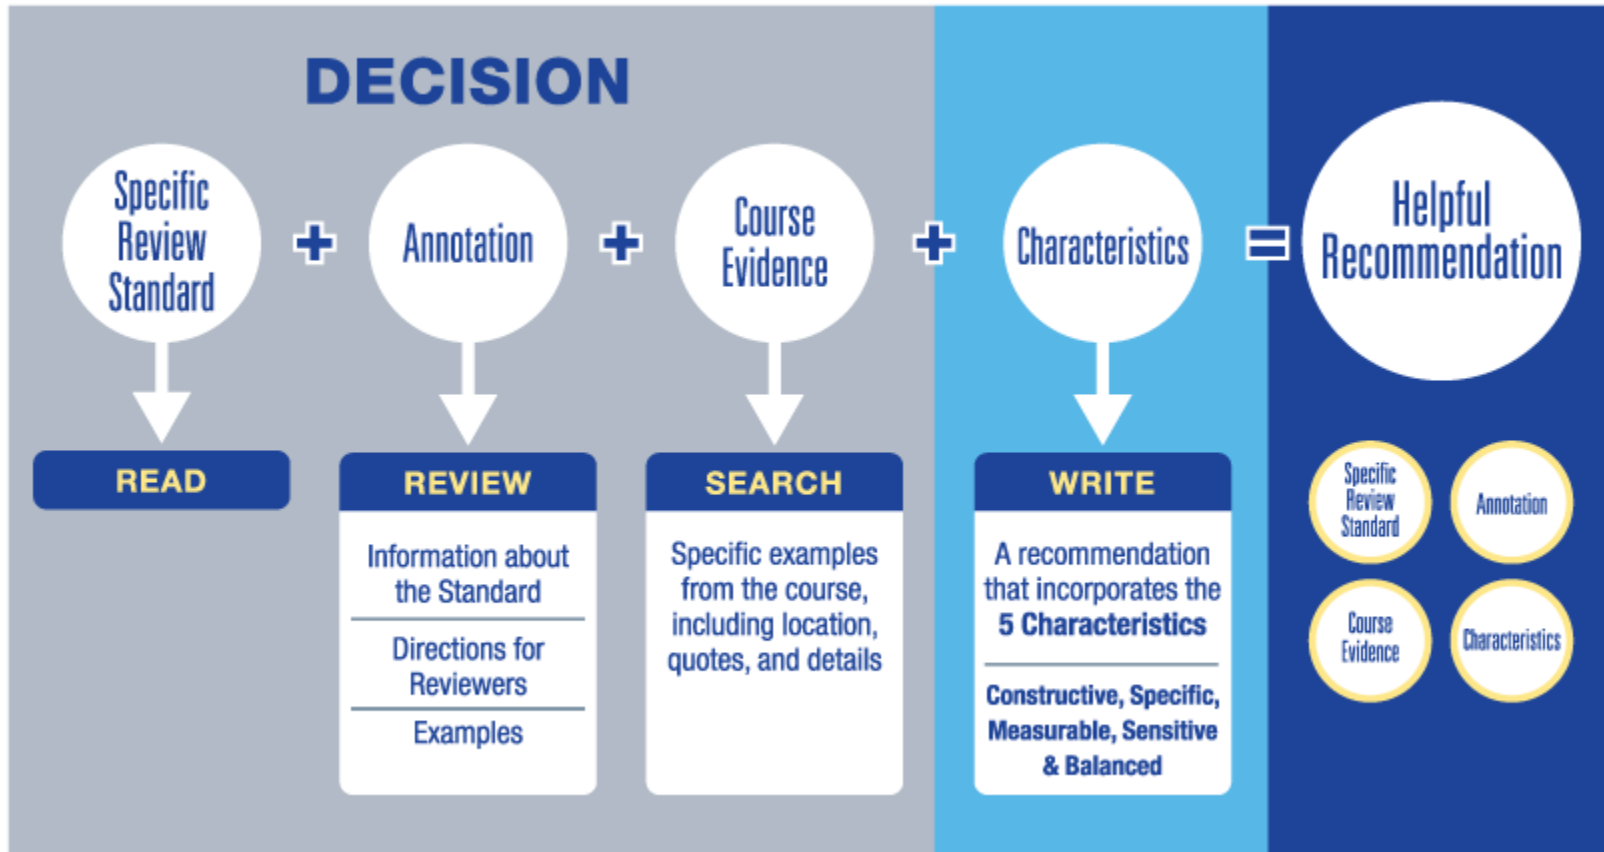 DECISION
Specific
Review
Standard
+
Annotation
+
Course
Evidence
+
Characteristics
=
Helpful
Recommendation
READ
REVIEW
Information about
the Standard
Directions for
Reviewers
Examples
SEARCH
Specific examples
from the course,
including location,
quotes, and details
WRITE
A recommendation
that incorporates the
5 Characteristics
Constructive, Specific,
Measurable, Sensitive
& Balanced
Specific
Review
Standard
Annotation
Course
Evidence
Characteristics